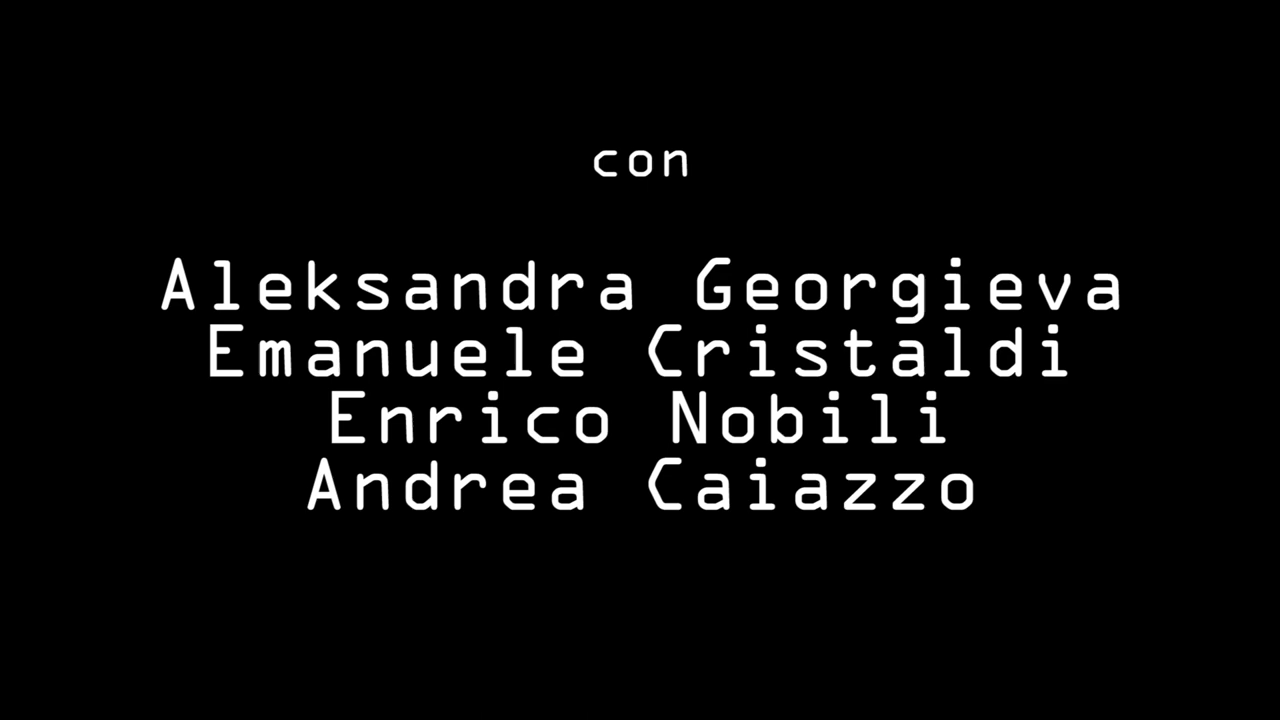 con
Aleksandra Georgieva
Emanuele Cristaldi
Enrico Nobili
Andrea Caiazzo